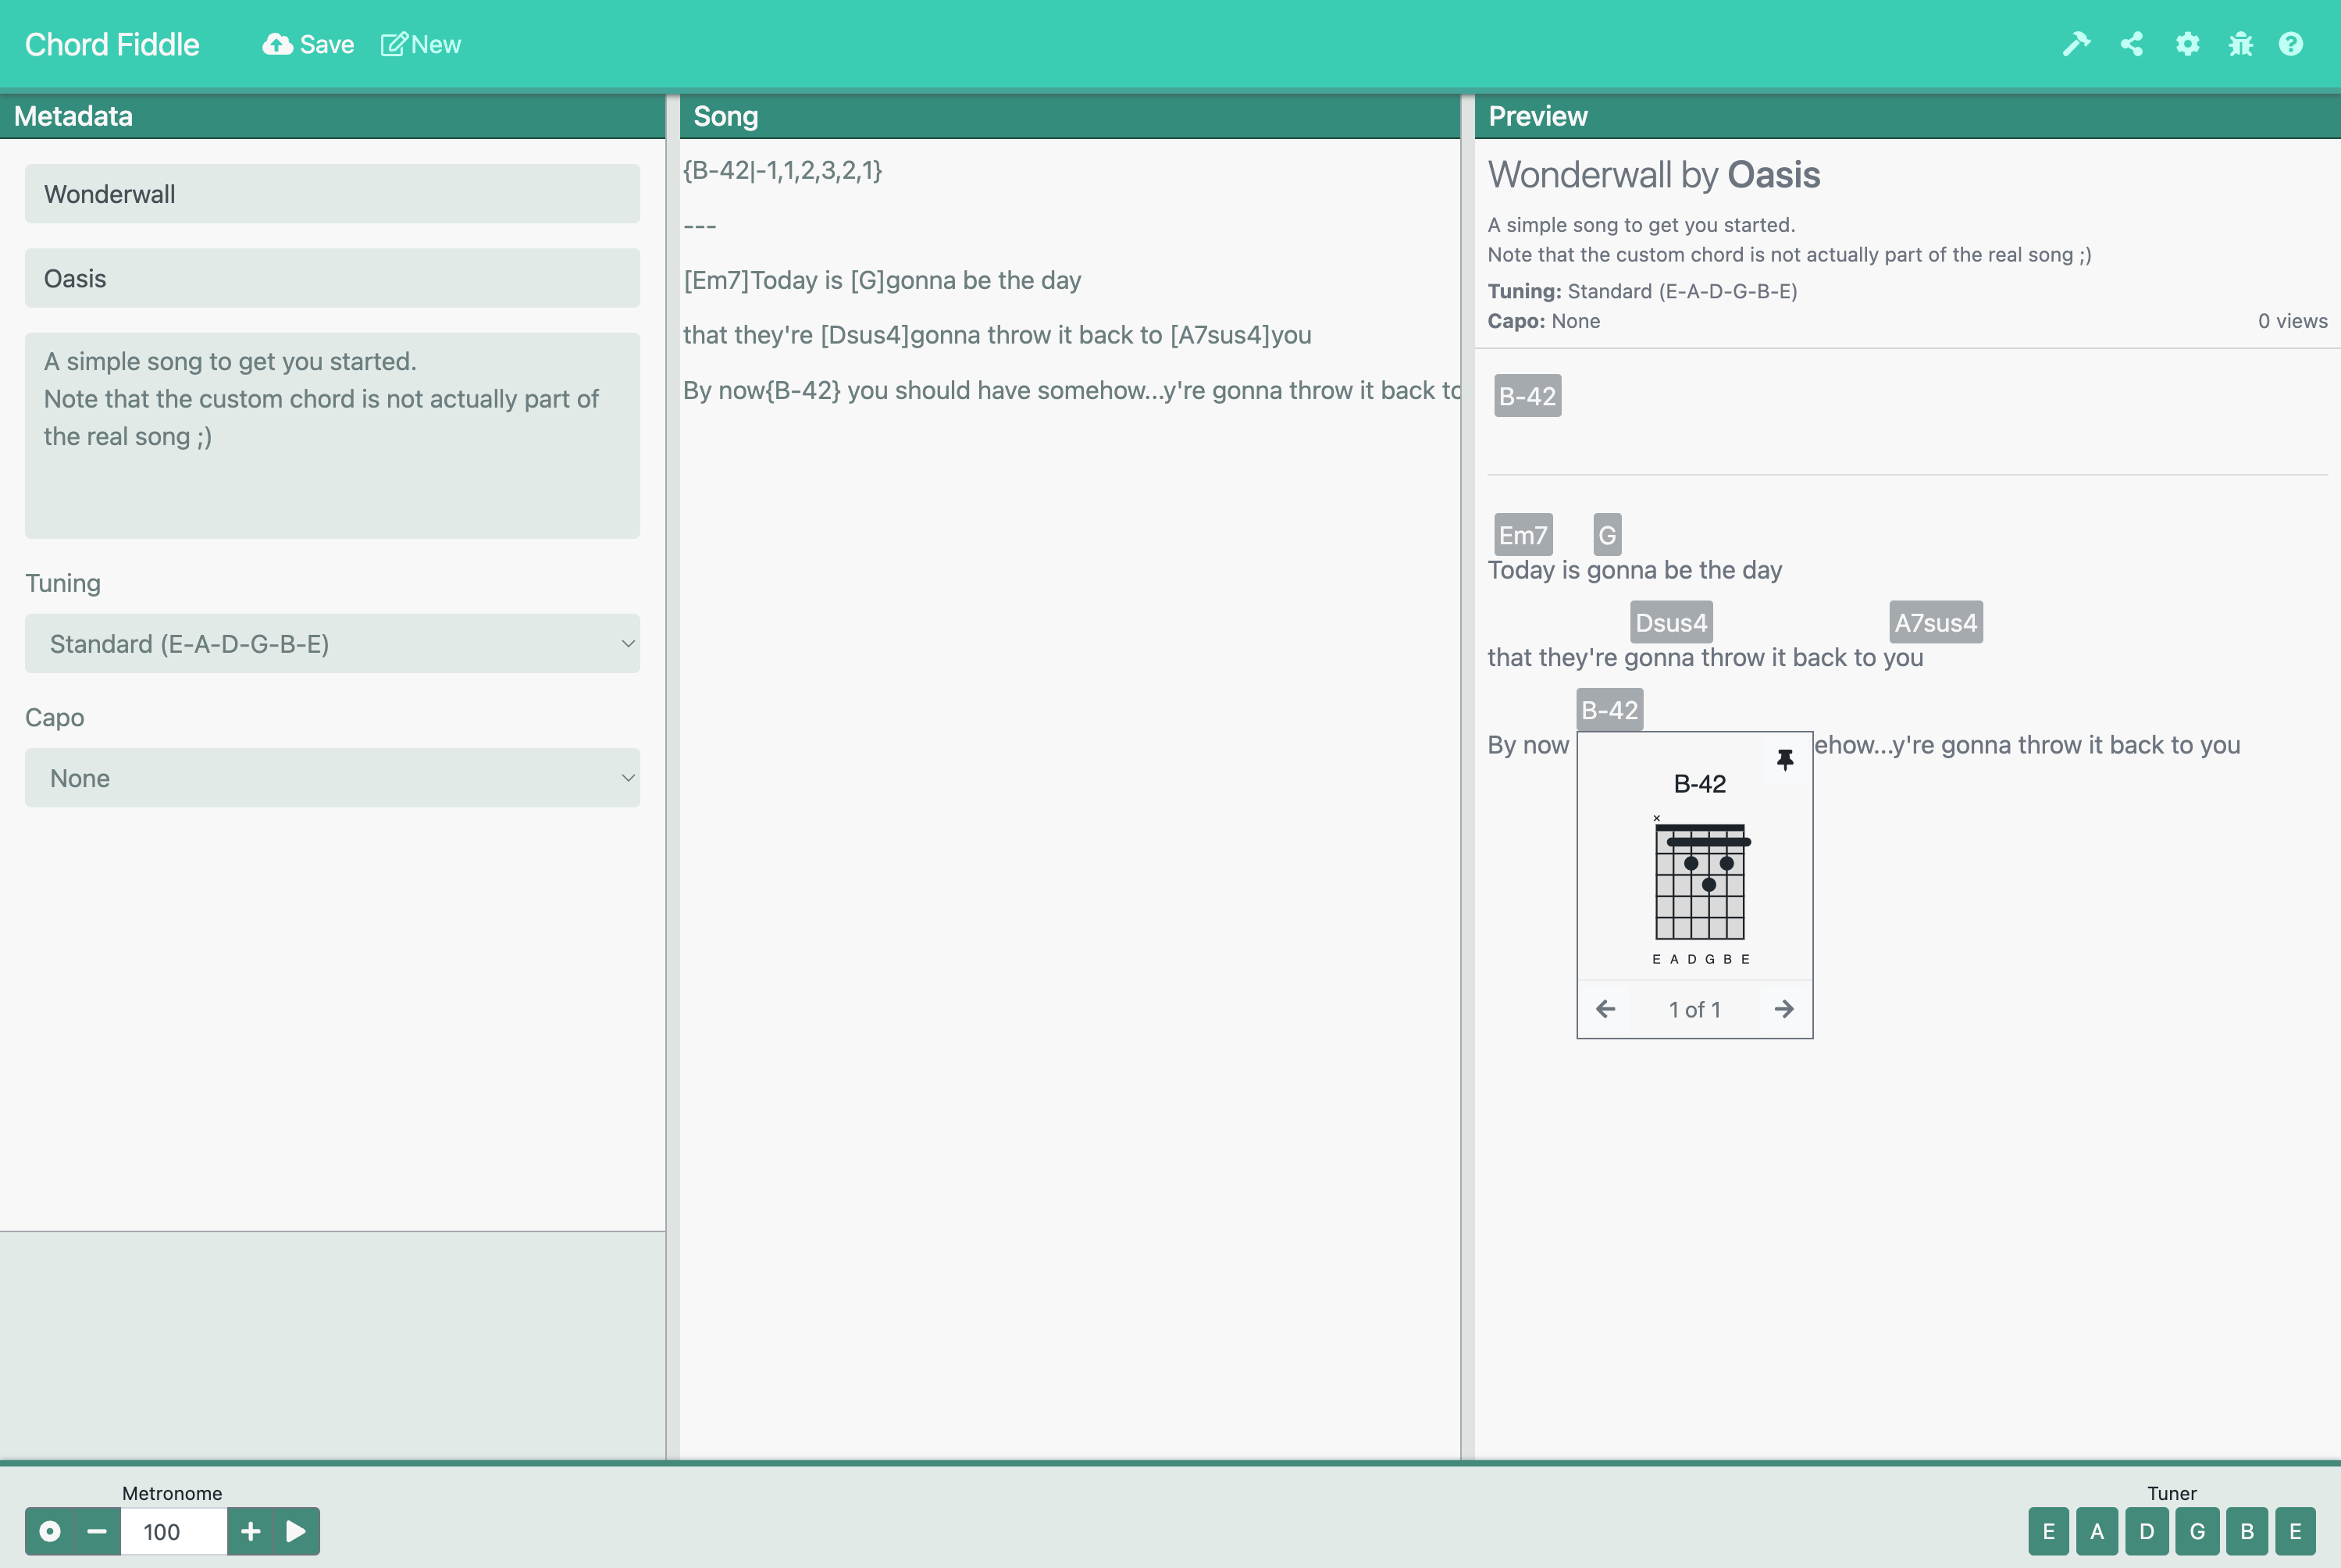 Chord Fiddle Save New
Metadata
Wonderwall
Oasis
A simple song to get you started.
Note that the custom chord is not actually part of
the real song ;)
Tuning
Standard (E-A-D-G-B-E)
Capo
None
Song
{B-42|-1,1,2,3,2,1}
---
[Em7]Today is [G]gonna be the day
that they're [Dsus4]gonna throw it back to [A7sus4]you
By now{B-42} you should have somehow...y're gonna throw it back to
Preview
Wonderwall by Oasis
A simple song to get you started.
Note that the custom chord is not actually part of the real song ;)
Tuning: Standard (E-A-D-G-B-E)
Capo: None 0 views
B-42
Em7 G
Today is gonna be the day
Dsus4 A7sus4
that they're gonna throw it back to you
B-42
By now ehow...y're gonna throw it back to you
B-42
×
E A D G B E
1 of 1
Metronome
100
Tuner
E A D G B E